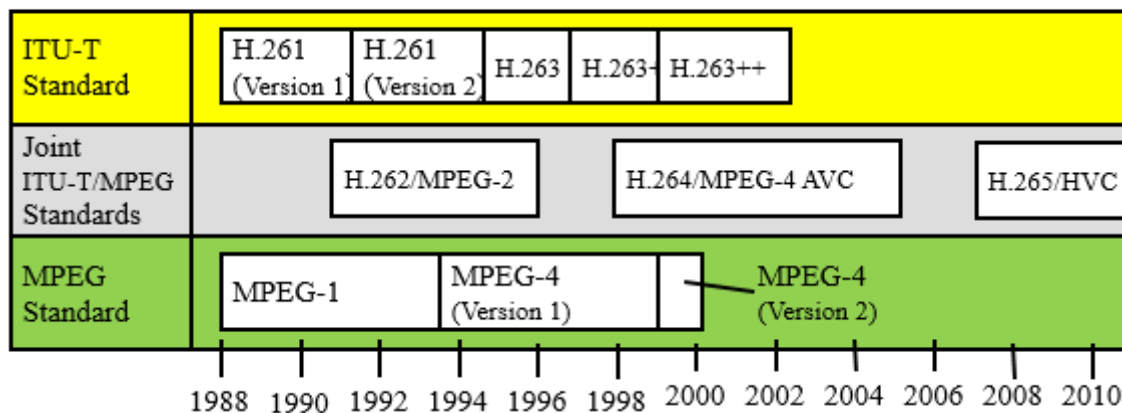 ITU-T
Standard
H.261
(Version 1)
H.261
(Version 2)
H.263
H.263+
H.263++
Joint
ITU-T/MPEG
Standards
H.262/MPEG-2
H.264/MPEG-4 AVC
H.265/HVC
MPEG
Standard
MPEG-1
MPEG-4
(Version 1)
MPEG-4
(Version 2)
1988 1990 1992 1994 1996 1998 2000 2002 2004 2006 2008 2010